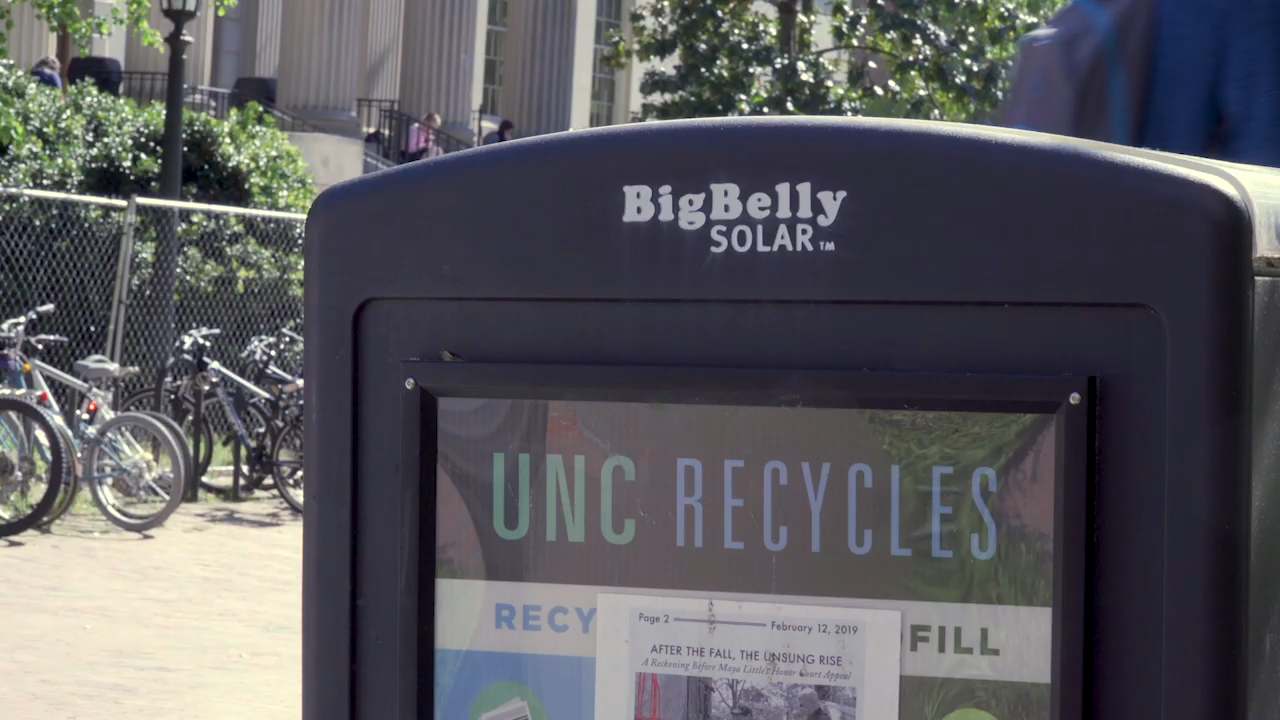 BigBelly
SOLAR™
UNC RECYCLES
RECY
FILL
Page 2 February 12, 2019
AFTER THE FALL, THE UNSUNG RISE
A Reckoning Before Maya Little's Honor Court Appeal